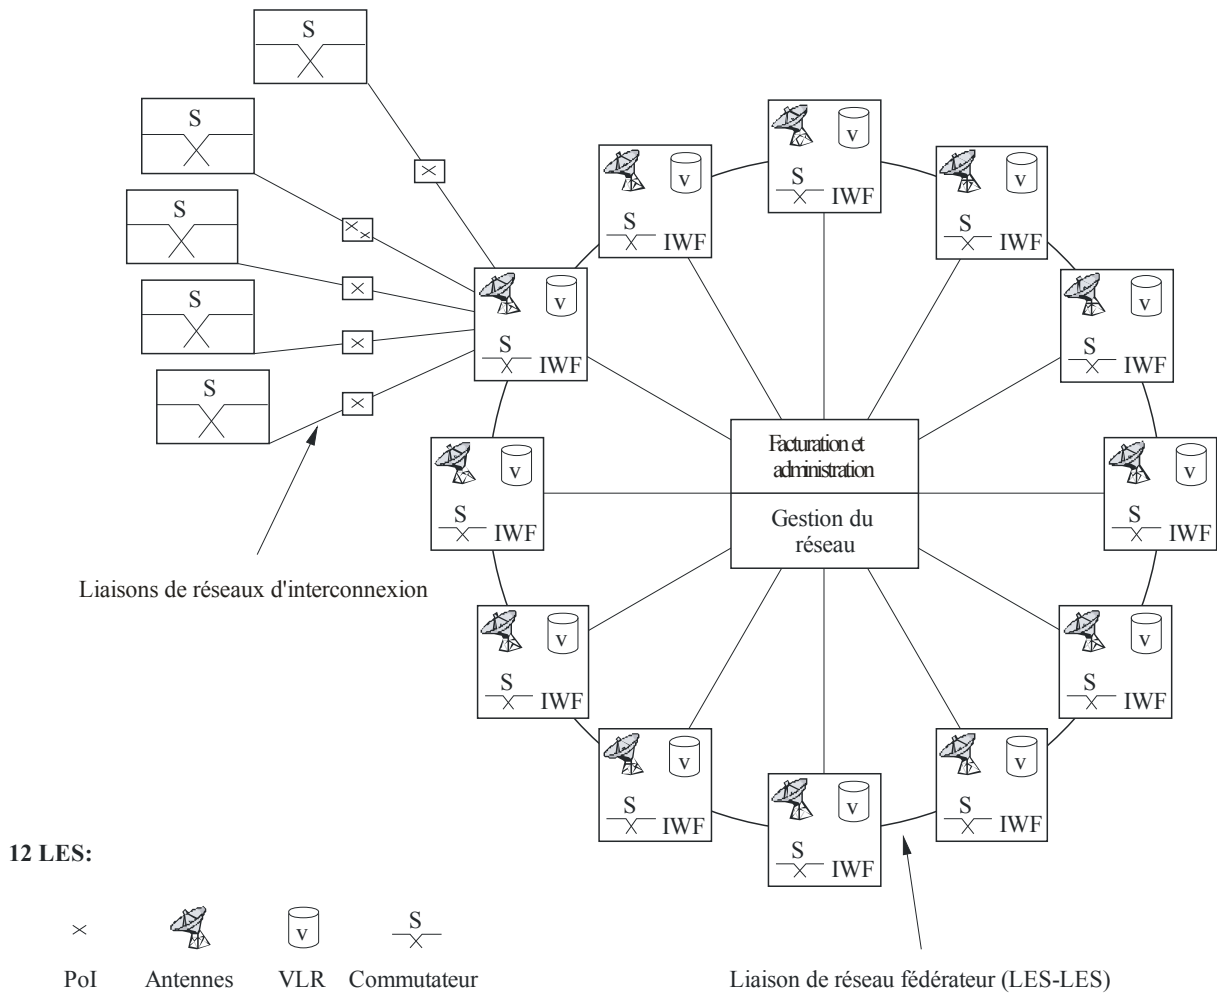 S
S
S
S
S
v
S
IWF
v
S
IWF
v
S
IWF
v
S
IWF
v
S
IWF
v
S
IWF
v
S
IWF
v
S
IWF
v
S
IWF
v
S
IWF
v
S
IWF
v
S
IWF
Facturation et
administration
Gestion du
réseau
Liaisons de réseaux d'interconnexion
12 LES:
v
S
PoI
Antennes
VLR
Commutateur
Liaison de réseau fédérateur (LES-LES)